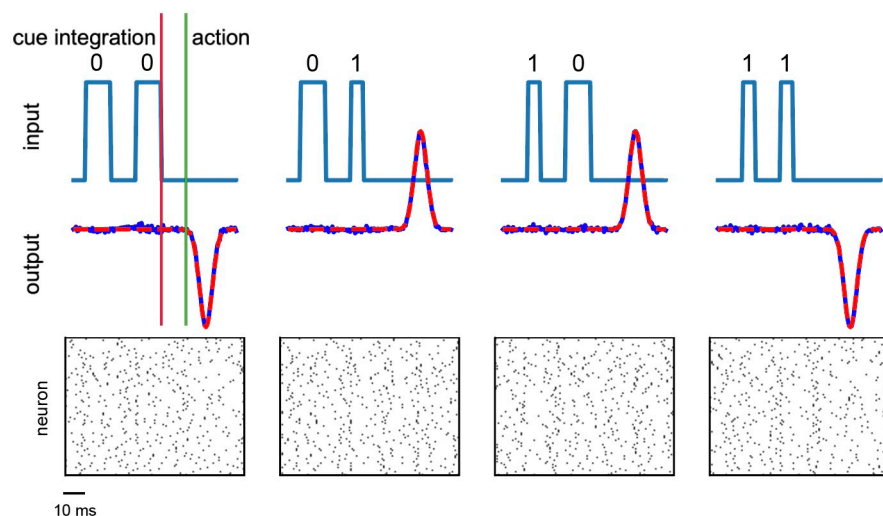 cue integration action
0 0 0 1 1 0 1 1
input
output
neuron
10 ms